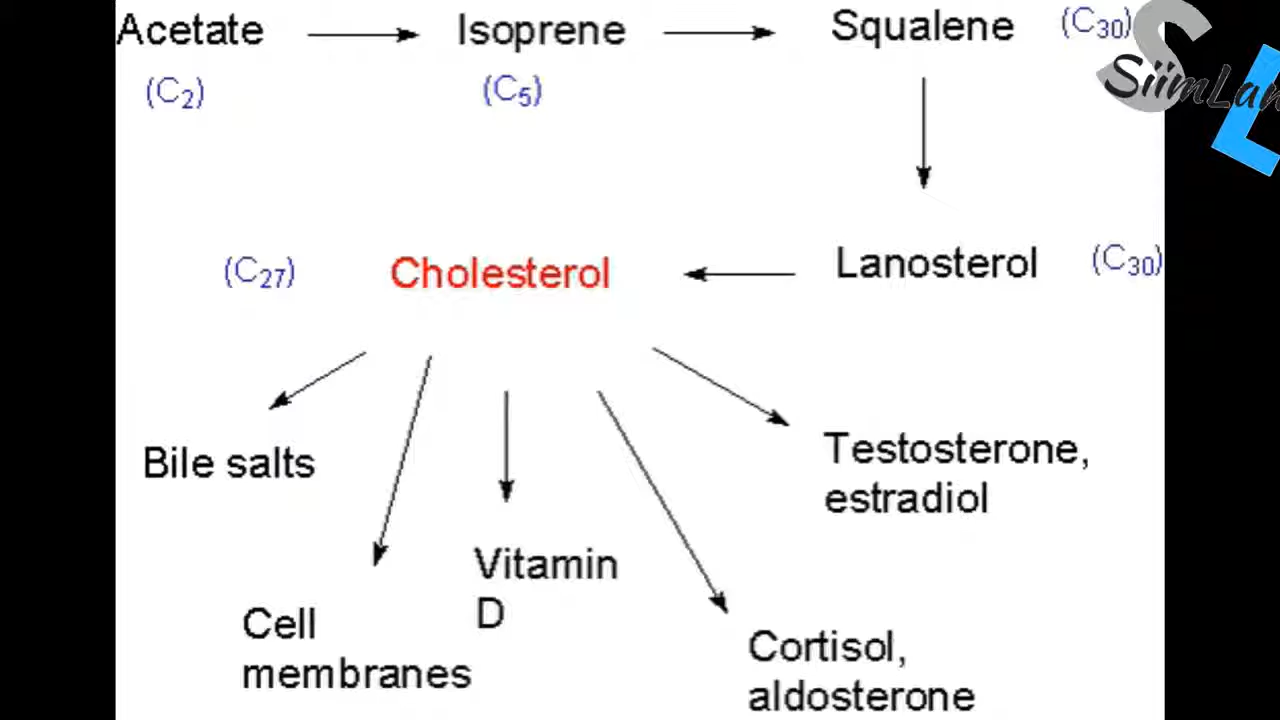 Acetate Isoprene Squalene (C₃₀)
(C₂) (C₅)
SiimLan
(C₂₇) Cholesterol Lanosterol (C₃₀)
Bile salts
Testosterone,
estradiol
Vitamin
D
Cell
membranes
Cortisol,
aldosterone